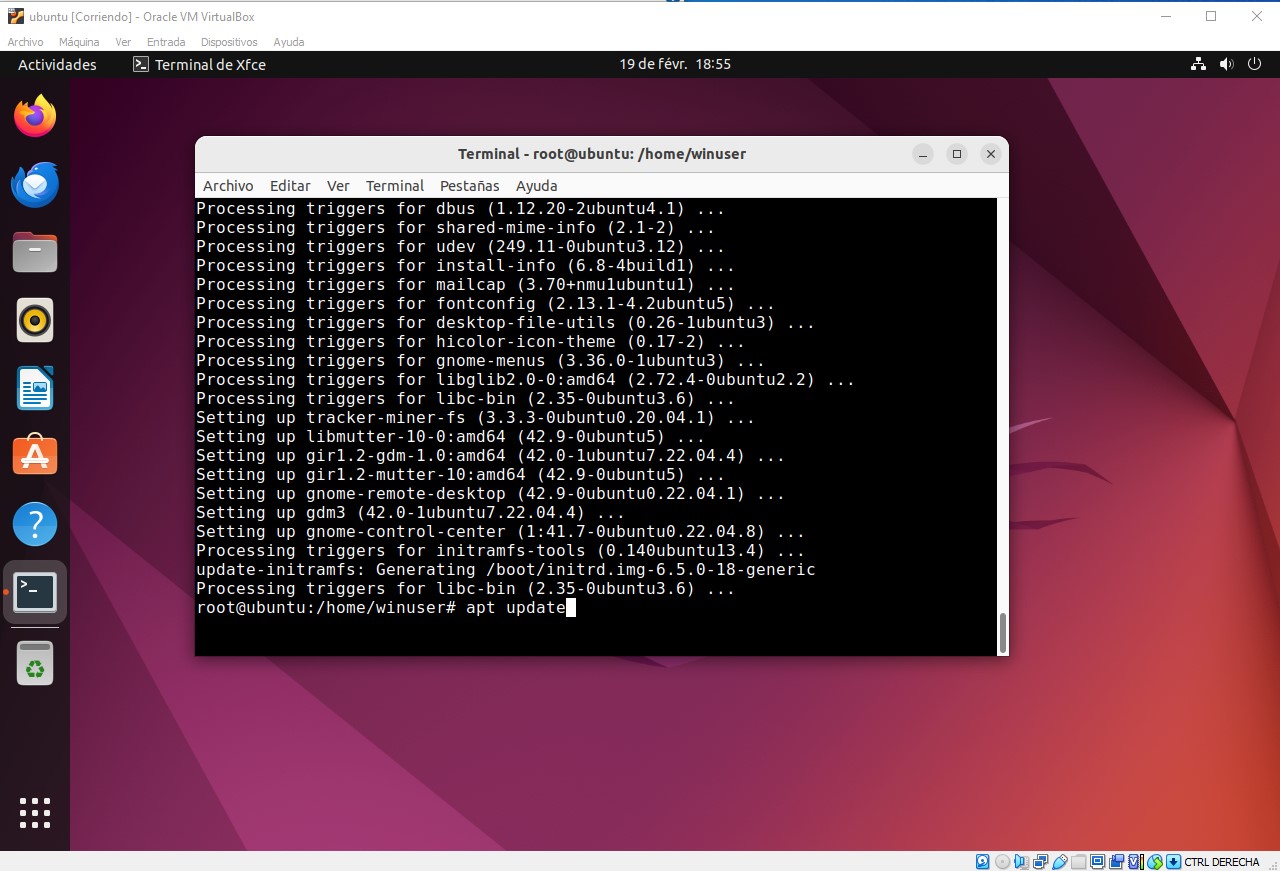 ubuntu [Corriendo] - Oracle VM VirtualBox
Archivo Máquina Ver Entrada Dispositivos Ayuda
Actividades Terminal de Xfce 19 de févr. 18:55
Terminal - root@ubuntu: /home/winuser
Archivo Editar Ver Terminal Pestañas Ayuda
Processing triggers for dbus (1.12.20-2ubuntu4.1) ...
Processing triggers for shared-mime-info (2.1-2) ...
Processing triggers for udev (249.11-0ubuntu3.12) ...
Processing triggers for install-info (6.8-4build1) ...
Processing triggers for mailcap (3.70+nmu1ubuntu1) ...
Processing triggers for fontconfig (2.13.1-4.2ubuntu5) ...
Processing triggers for desktop-file-utils (0.26-1ubuntu3) ...
Processing triggers for hicolor-icon-theme (0.17-2) ...
Processing triggers for gnome-menus (3.36.0-1ubuntu3) ...
Processing triggers for libglib2.0-0:amd64 (2.72.4-0ubuntu2.2) ...
Processing triggers for libc-bin (2.35-0ubuntu3.6) ...
Setting up tracker-miner-fs (3.3.3-0ubuntu0.20.04.1) ...
Setting up libmutter-10-0:amd64 (42.9-0ubuntu5) ...
Setting up gir1.2-gdm-1.0:amd64 (42.0-1ubuntu7.22.04.4) ...
Setting up gir1.2-mutter-10:amd64 (42.9-0ubuntu5) ...
Setting up gnome-remote-desktop (42.9-0ubuntu0.22.04.1) ...
Setting up gdm3 (42.0-1ubuntu7.22.04.4) ...
Setting up gnome-control-center (1:41.7-0ubuntu0.22.04.8) ...
Processing triggers for initramfs-tools (0.140ubuntu13.4) ...
update-initramfs: Generating /boot/initrd.img-6.5.0-18-generic
Processing triggers for libc-bin (2.35-0ubuntu3.6) ...
root@ubuntu:/home/winuser# apt update
CTRL DERECHA